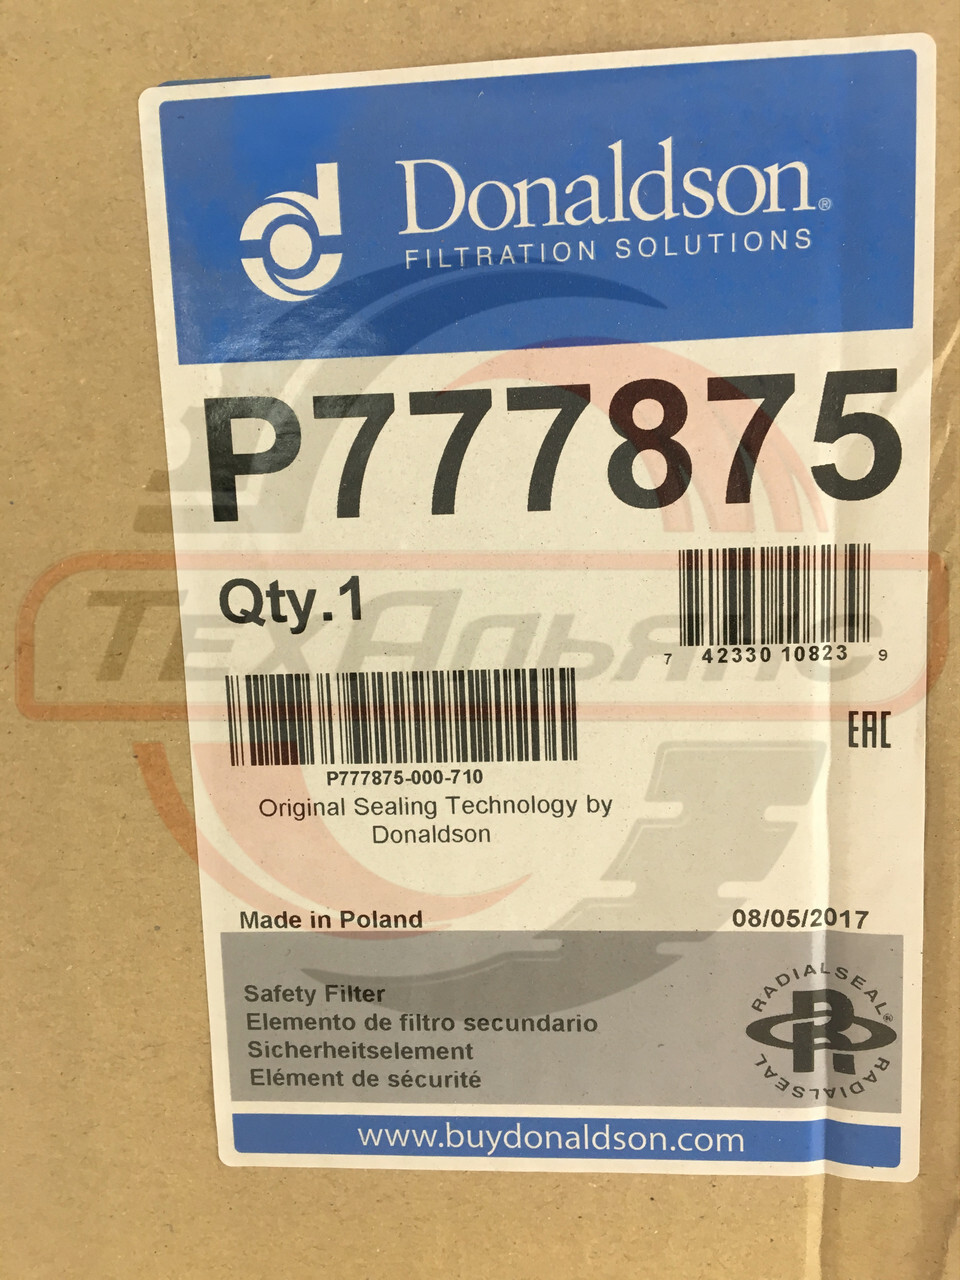 Donaldson®
FILTRATION SOLUTIONS
P777875
Qty.1
7 42330 10823 9
ТехАльянс
P777875-000-710
EAC
Original Sealing Technology by
Donaldson
Made in Poland
08/05/2017
Safety Filter
Elemento de filtro secundario
Sicherheitselement
Elément de sécurité
RADIALSEAL®
RADIALSEAL
www.buydonaldson.com